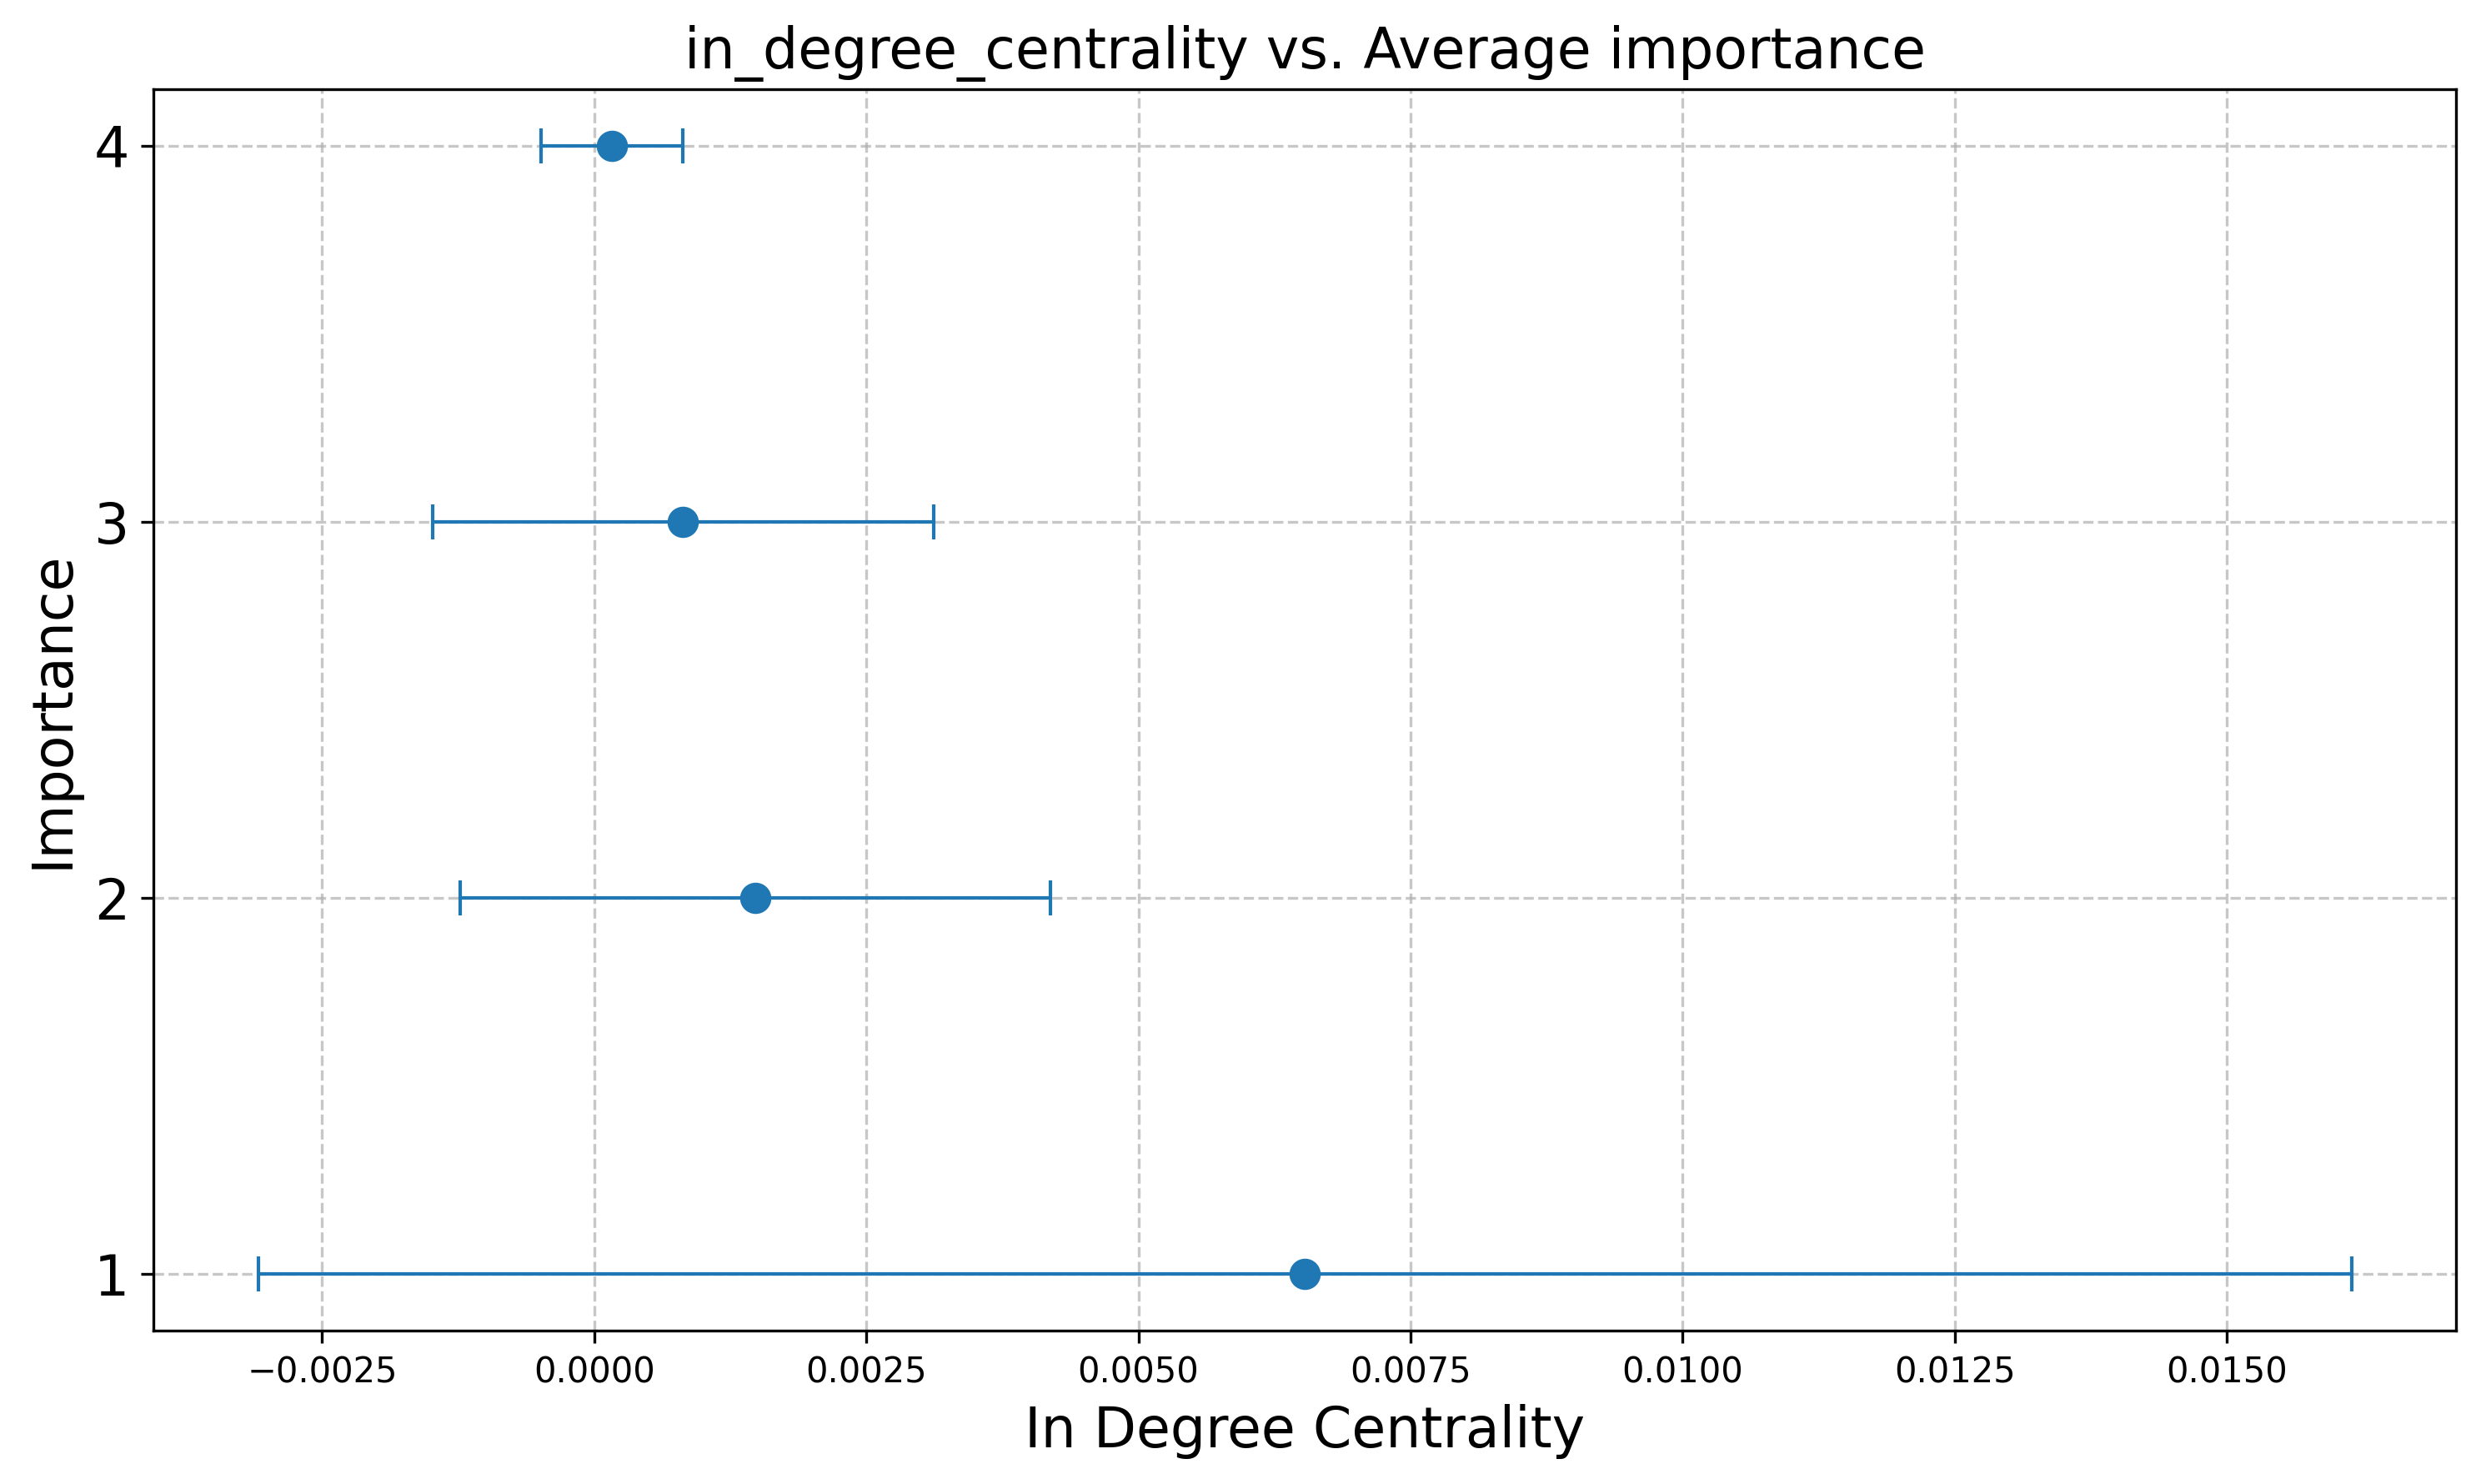 in_degree_centrality vs. Average importance
4
3
2
1
Importance
−0.0025 0.0000 0.0025 0.0050 0.0075 0.0100 0.0125 0.0150
In Degree Centrality